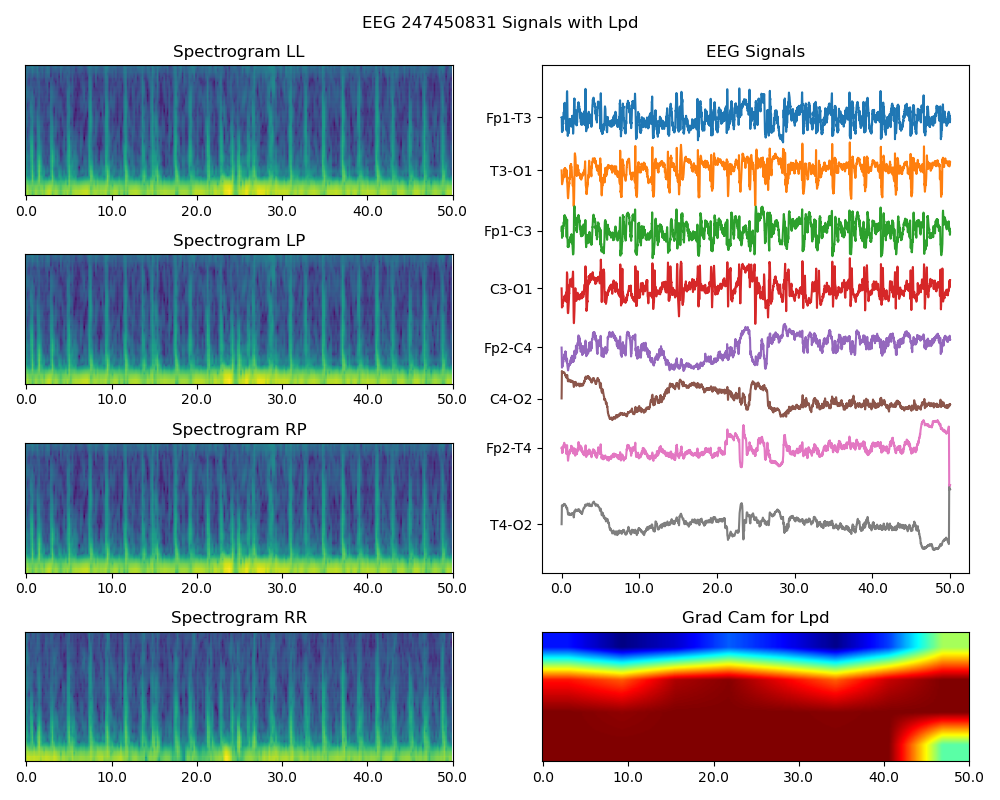 EEG 247450831 Signals with Lpd
Spectrogram LL
0.0 10.0 20.0 30.0 40.0 50.0
Spectrogram LP
0.0 10.0 20.0 30.0 40.0 50.0
Spectrogram RP
0.0 10.0 20.0 30.0 40.0 50.0
Spectrogram RR
0.0 10.0 20.0 30.0 40.0 50.0
EEG Signals
Fp1-T3
T3-O1
Fp1-C3
C3-O1
Fp2-C4
C4-O2
Fp2-T4
T4-O2
0.0 10.0 20.0 30.0 40.0 50.0
Grad Cam for Lpd
0.0 10.0 20.0 30.0 40.0 50.0